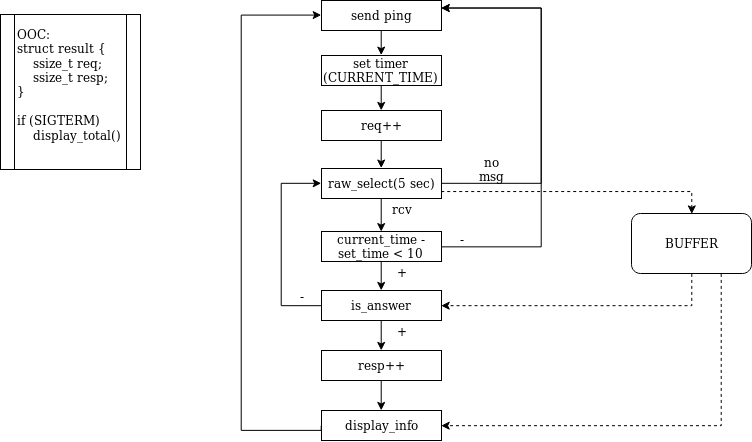 OOC:
struct result {
ssize_t req;
ssize_t resp;
}
if (SIGTERM)
display_total()
send ping
set timer
(CURRENT_TIME)
req++
raw_select(5 sec)
no
msg
rcv
current_time -
set_time < 10
-
+
BUFFER
-
is_answer
+
resp++
display_info